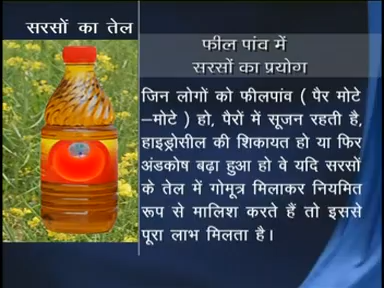 सरसों का तेल
फील पांव में
सरसों का प्रयोग
जिन लोगों को फीलपांव ( पैर मोटे
–मोटे ) हो, पैरों में सूजन रहती है,
हाइड्रोसील की शिकायत हो या फिर
अंडकोष बढ़ा हुआ हो वे यदि सरसों
के तेल में गोमूत्र मिलाकर नियमित
रूप से मालिश करते हैं तो इससे
पूरा लाभ मिलता है।